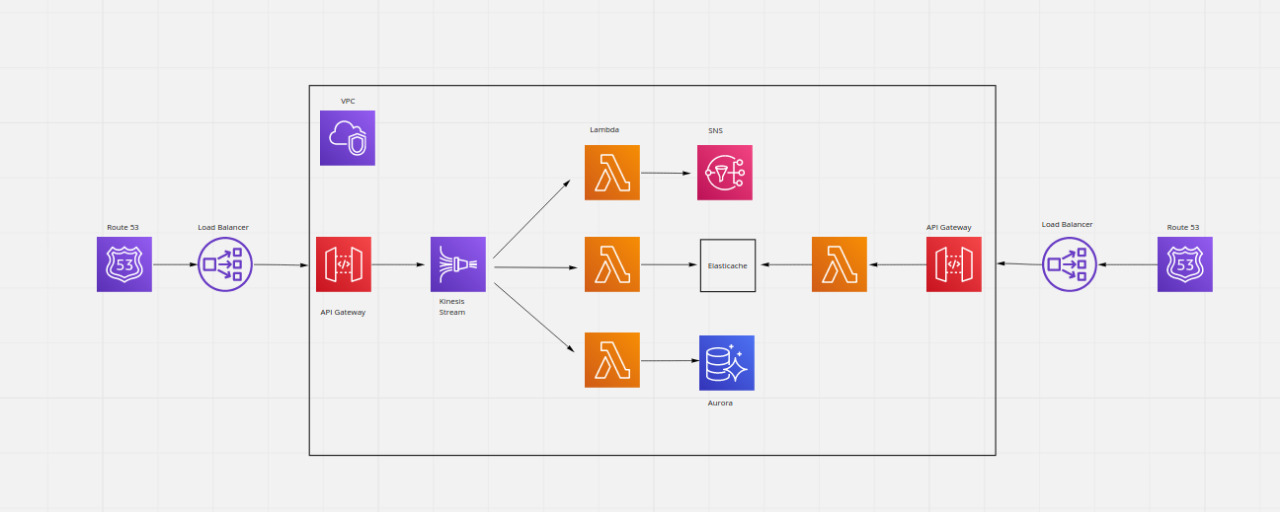 VPC
Lambda
SNS
Route 53
Load Balancer
53
API Gateway
Kinesis
Stream
Elasticache
API Gateway
Load Balancer
Route 53
53
Aurora